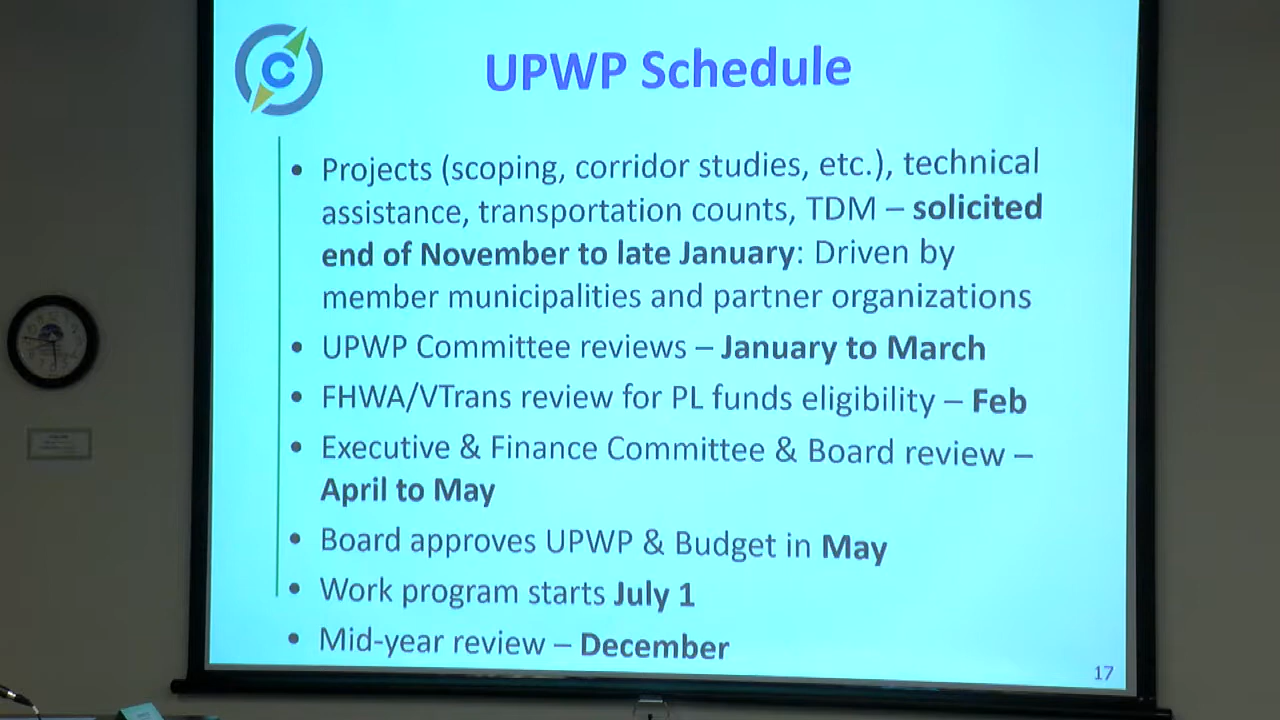 C
UPWP Schedule
• Projects (scoping, corridor studies, etc.), technical
assistance, transportation counts, TDM – solicited
end of November to late January: Driven by
member municipalities and partner organizations
• UPWP Committee reviews – January to March
• FHWA/VTrans review for PL funds eligibility – Feb
• Executive & Finance Committee & Board review –
April to May
• Board approves UPWP & Budget in May
• Work program starts July 1
• Mid-year review – December
17